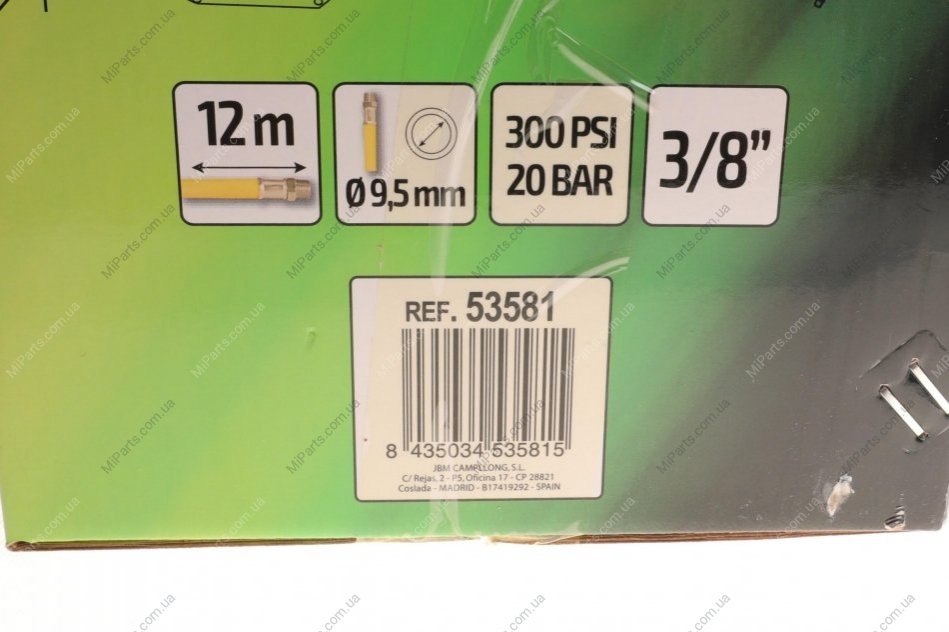 12 m
Ø 9,5 mm
300 PSI
20 BAR
3/8”
REF. 53581
8 435034 535815
JBM CAMPLLONG, S.L.
C/ Rejas, 2 - P5, Oficina 17 - CP 28821
Coslada - MADRID - B17419292 - SPAIN
MiParts.com.ua